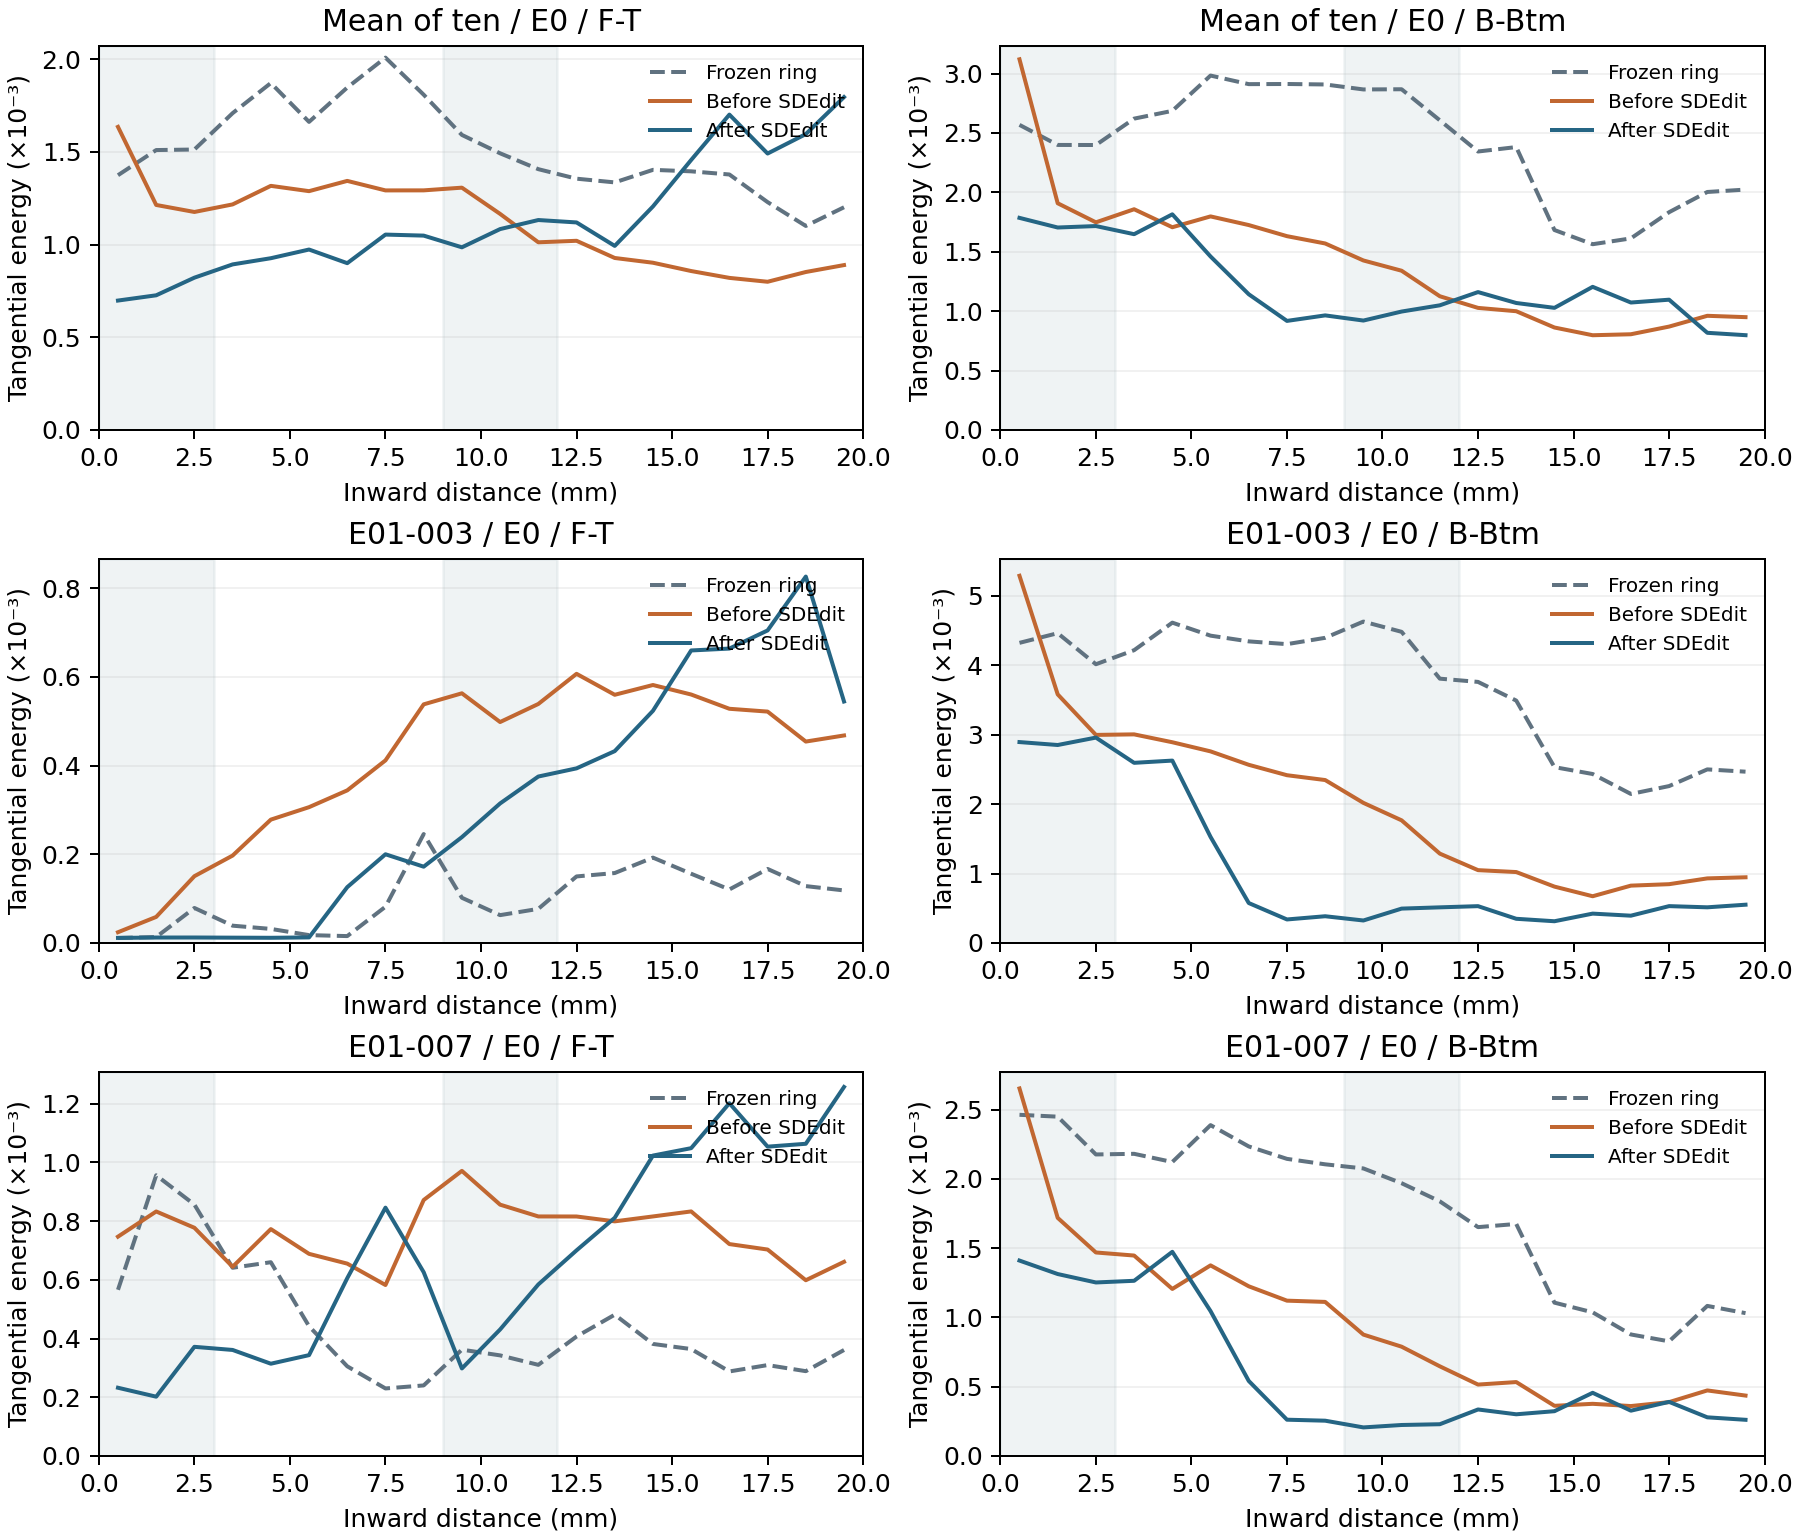 Mean of ten / E0 / F-T
Tangential energy (×10⁻³)
2.0
1.5
1.0
0.5
0.0
Frozen ring
Before SDEdit
After SDEdit
0.0 2.5 5.0 7.5 10.0 12.5 15.0 17.5 20.0
Inward distance (mm)
Mean of ten / E0 / B-Btm
Tangential energy (×10⁻³)
3.0
2.5
2.0
1.5
1.0
0.5
0.0
Frozen ring
Before SDEdit
After SDEdit
0.0 2.5 5.0 7.5 10.0 12.5 15.0 17.5 20.0
Inward distance (mm)
E01-003 / E0 / F-T
Tangential energy (×10⁻³)
0.8
0.6
0.4
0.2
0.0
Frozen ring
Before SDEdit
After SDEdit
0.0 2.5 5.0 7.5 10.0 12.5 15.0 17.5 20.0
Inward distance (mm)
E01-003 / E0 / B-Btm
Tangential energy (×10⁻³)
5
4
3
2
1
0
Frozen ring
Before SDEdit
After SDEdit
0.0 2.5 5.0 7.5 10.0 12.5 15.0 17.5 20.0
Inward distance (mm)
E01-007 / E0 / F-T
Tangential energy (×10⁻³)
1.2
1.0
0.8
0.6
0.4
0.2
0.0
Frozen ring
Before SDEdit
After SDEdit
0.0 2.5 5.0 7.5 10.0 12.5 15.0 17.5 20.0
Inward distance (mm)
E01-007 / E0 / B-Btm
Tangential energy (×10⁻³)
2.5
2.0
1.5
1.0
0.5
0.0
Frozen ring
Before SDEdit
After SDEdit
0.0 2.5 5.0 7.5 10.0 12.5 15.0 17.5 20.0
Inward distance (mm)